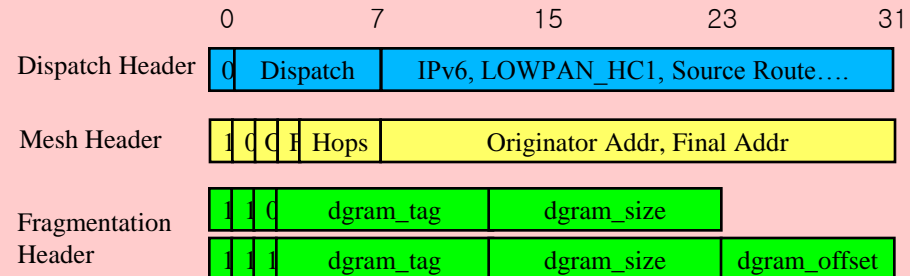 0 7 15 23 31
Dispatch Header 0 Dispatch IPv6, LOWPAN_HC1, Source Route….
Mesh Header 1 0 O F Hops Originator Addr, Final Addr
1 1 0 dgram_tag dgram_size
Fragmentation
Header
1 1 1 dgram_tag dgram_size dgram_offset